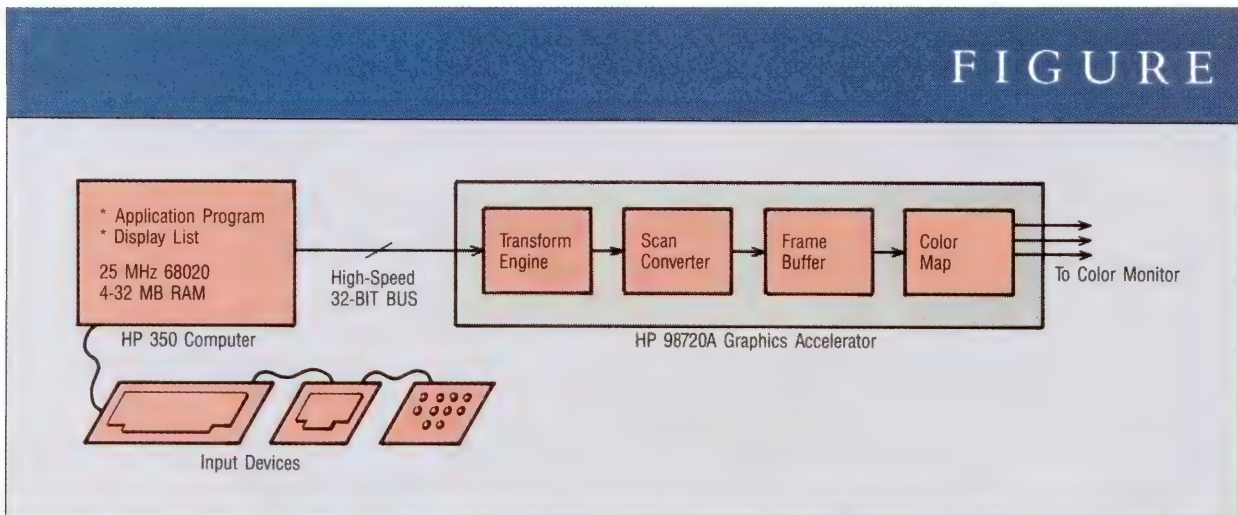 FIGURE
* Application Program
* Display List
25 MHz 68020
4-32 MB RAM
HP 350 Computer
High-Speed
32-BIT BUS
Transform
Engine
Scan
Converter
Frame
Buffer
Color
Map
To Color Monitor
HP 98720A Graphics Accelerator
Input Devices